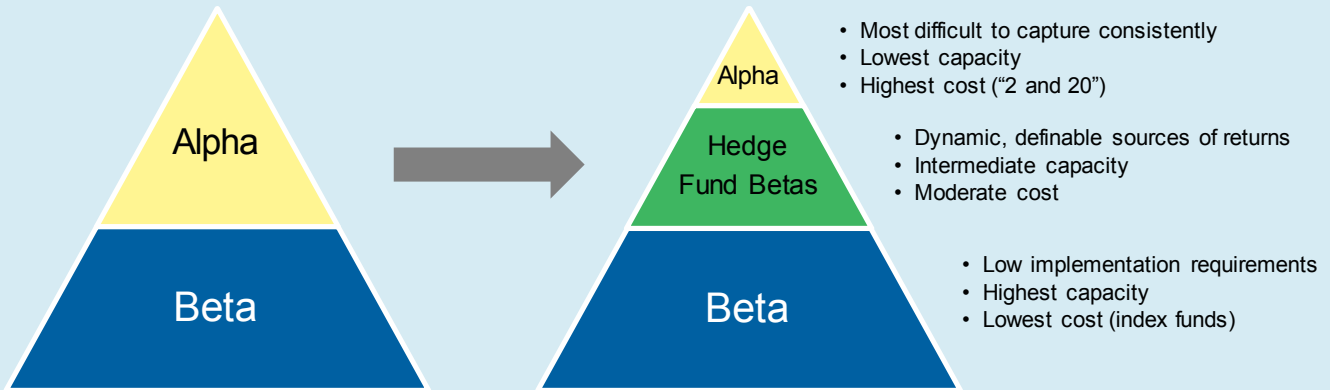 Alpha
Beta
Alpha
Hedge
Fund Betas
Beta
• Most difficult to capture consistently
• Lowest capacity
• Highest cost (“2 and 20”)
• Dynamic, definable sources of returns
• Intermediate capacity
• Moderate cost
• Low implementation requirements
• Highest capacity
• Lowest cost (index funds)